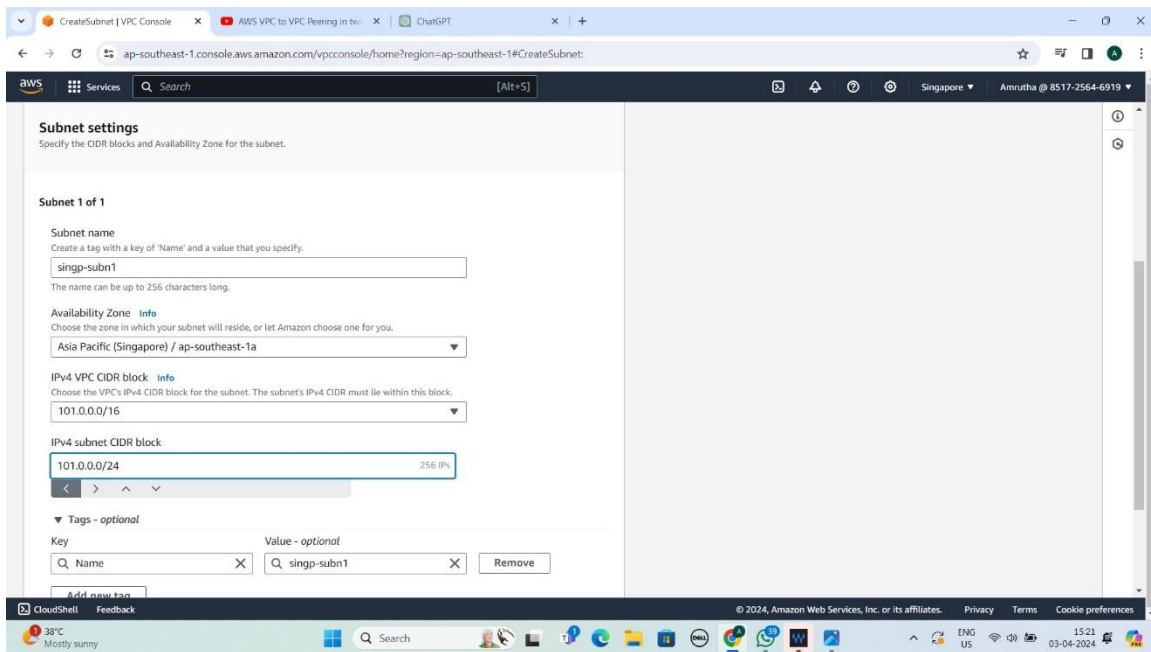 CreateSubnet | VPC Console
AWS VPC to VPC Peering in two
ChatGPT
ap-southeast-1.console.aws.amazon.com/vpcconsole/home?region=ap-southeast-1#CreateSubnet:
A
aws
Services
Search
[Alt+S]
Singapore
Amrutha @ 8517-2564-6919
Subnet settings
Specify the CIDR blocks and Availability Zone for the subnet.
Subnet 1 of 1
Subnet name
Create a tag with a key of 'Name' and a value that you specify.
singp-subn1
The name can be up to 256 characters long.
Availability Zone Info
Choose the zone in which your subnet will reside, or let Amazon choose one for you.
Asia Pacific (Singapore) / ap-southeast-1a
IPv4 VPC CIDR block Info
Choose the VPC's IPv4 CIDR block for the subnet. The subnet's IPv4 CIDR must lie within this block.
101.0.0.0/16
IPv4 subnet CIDR block
101.0.0.0/24
256 IPs
Tags - optional
Key
Value - optional
Name
singp-subn1
Remove
Add new tag
CloudShell
Feedback
© 2024, Amazon Web Services, Inc. or its affiliates.
Privacy
Terms
Cookie preferences
38°C
Mostly sunny
Search
DELL
ENG
US
15:21
03-04-2024